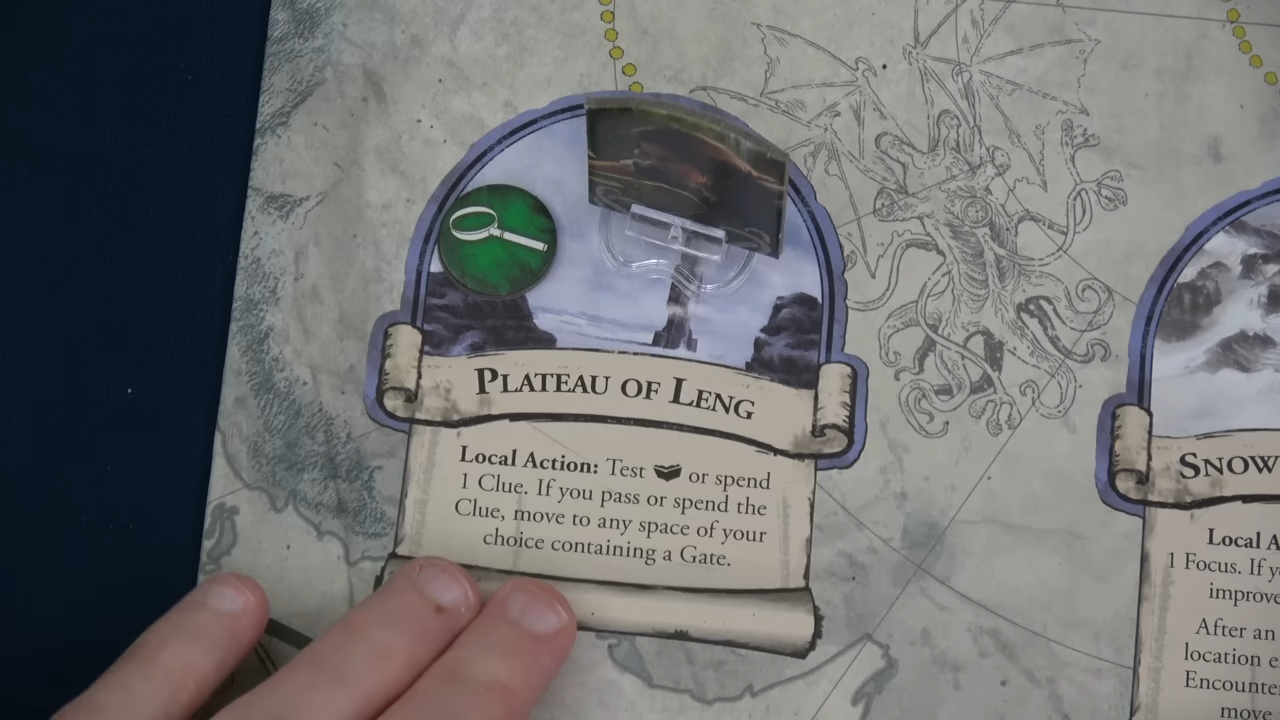 PLATEAU OF LENG
Local Action: Test or spend
1 Clue. If you pass or spend the
Clue, move to any space of your
choice containing a Gate.
SNOW
Local A
1 Focus. If y
improve
After an
location e
Encounte
move